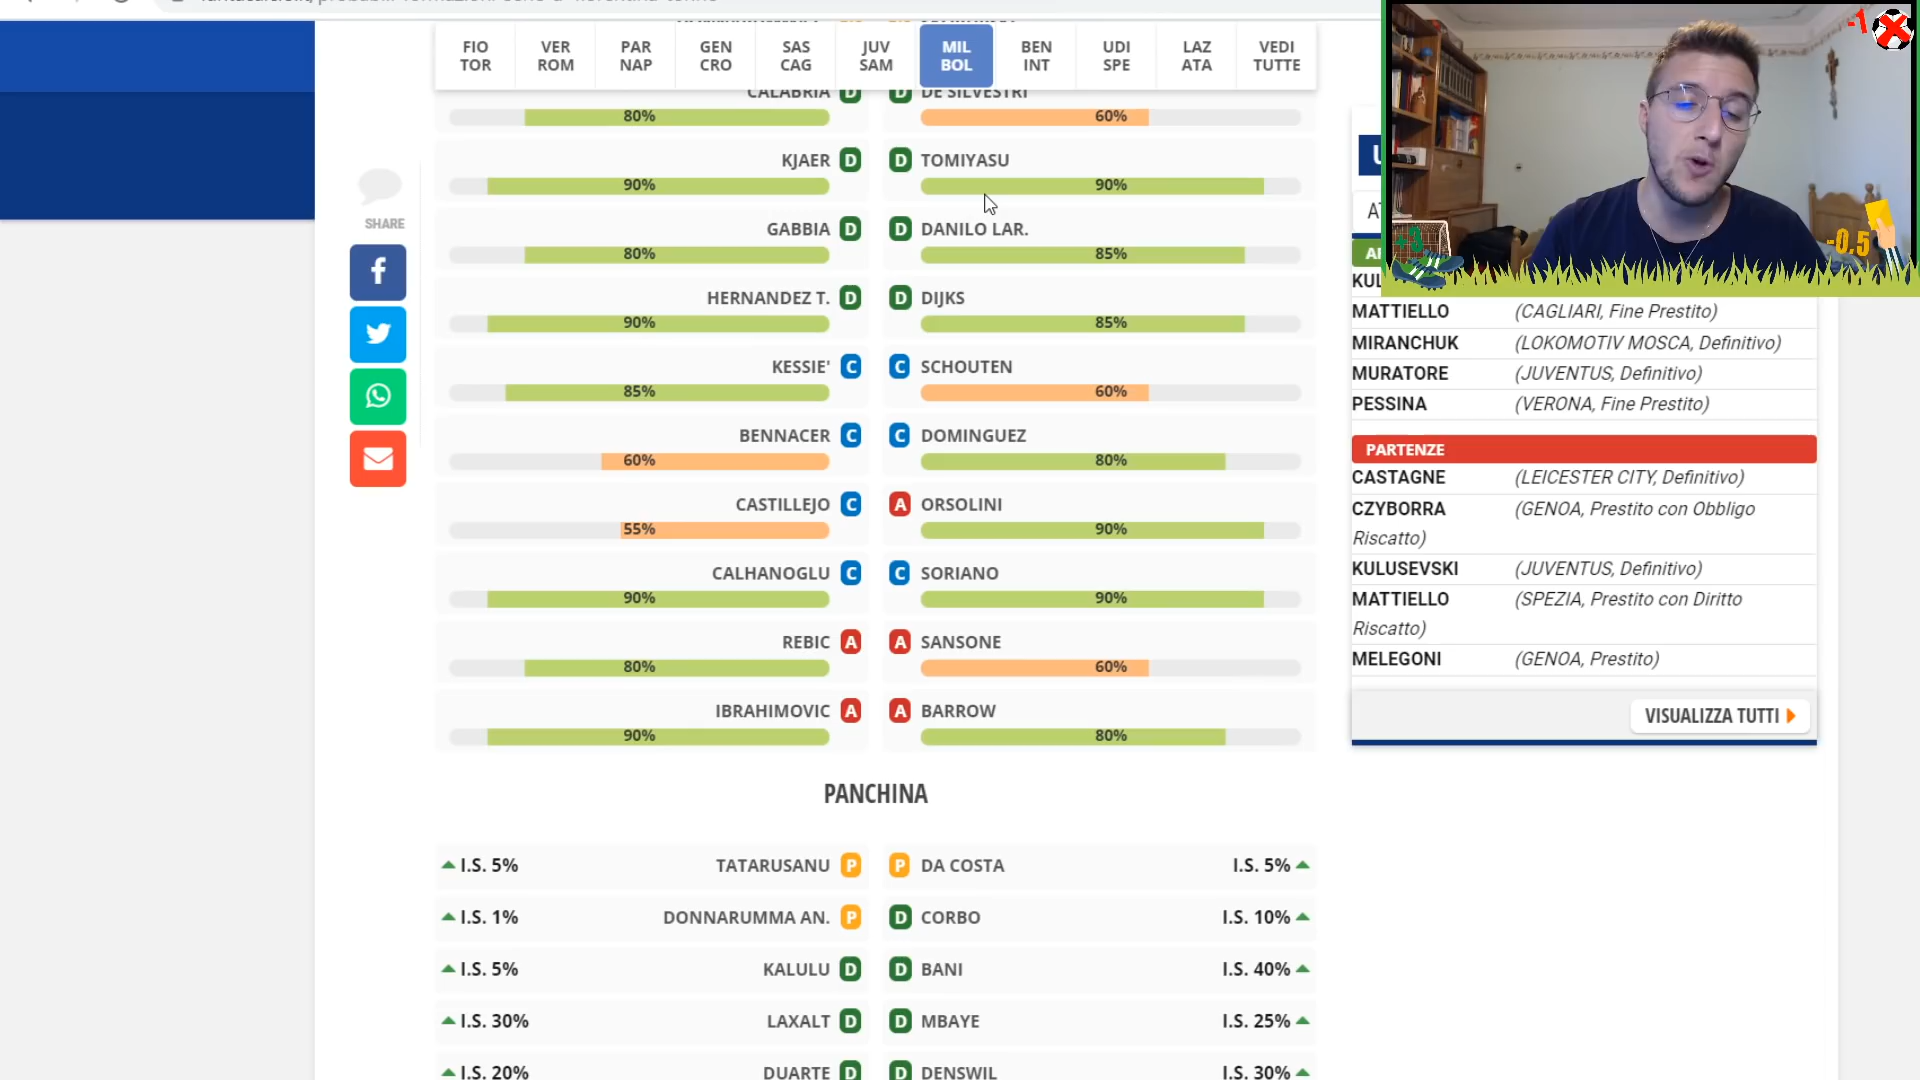 FIO TOR
VER ROM
PAR NAP
GEN CRO
SAS CAG
JUV SAM
MIL BOL
BEN INT
UDI SPE
LAZ ATA
VEDI TUTTE
CALABRIA D
80%
D DE SILVESTRI
60%
KJAER D
90%
D TOMIYASU
90%
GABBIA D
80%
D DANILO LAR.
85%
HERNANDEZ T. D
90%
D DIJKS
85%
KESSIE' C
85%
C SCHOUTEN
60%
BENNACER C
60%
C DOMINGUEZ
80%
CASTILLEJO C
55%
A ORSOLINI
90%
CALHANOGLU C
90%
C SORIANO
90%
REBIC A
80%
A SANSONE
60%
IBRAHIMOVIC A
90%
A BARROW
80%
PANCHINA
I.S. 5% TATARUSANU P
P DA COSTA I.S. 5%
I.S. 1% DONNARUMMA AN. P
D CORBO I.S. 10%
I.S. 5% KALULU D
D BANI I.S. 40%
I.S. 30% LAXALT D
D MBAYE I.S. 25%
I.S. 20% DUARTE D
D DENSWIL I.S. 30%
SHARE
-1
+3
-0,5
MATTIELLO (CAGLIARI, Fine Prestito)
MIRANCHUK (LOKOMOTIV MOSCA, Definitivo)
MURATORE (JUVENTUS, Definitivo)
PESSINA (VERONA, Fine Prestito)
PARTENZE
CASTAGNE (LEICESTER CITY, Definitivo)
CZYBORRA (GENOA, Prestito con Obbligo
Riscatto)
KULUSEVSKI (JUVENTUS, Definitivo)
MATTIELLO (SPEZIA, Prestito con Diritto
Riscatto)
MELEGONI (GENOA, Prestito)
VISUALIZZA TUTTI